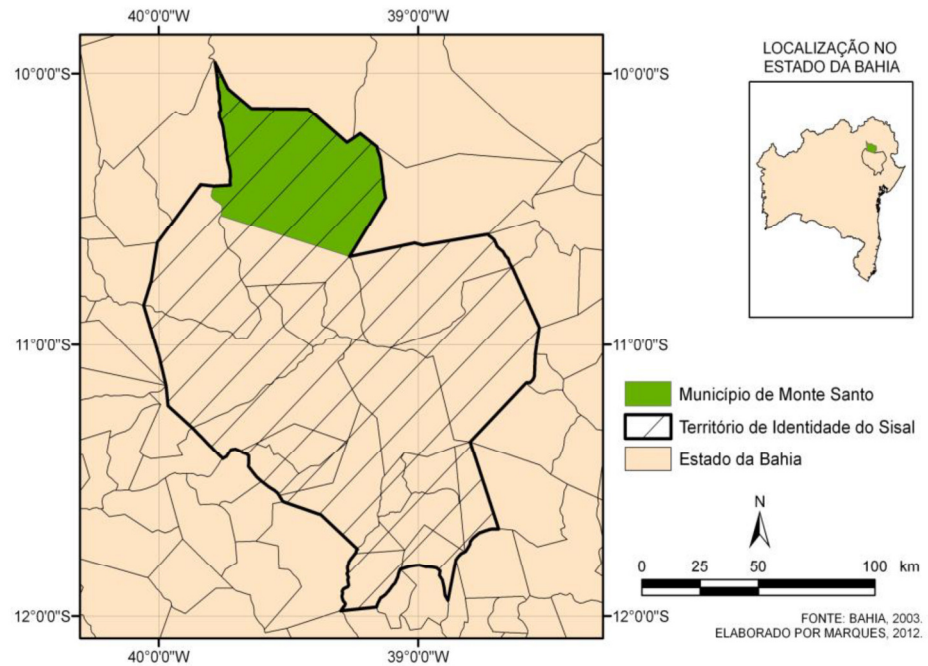 40°0'0"W 39°0'0"W
10°0'0"S 10°0'0"S
11°0'0"S 11°0'0"S
12°0'0"S 12°0'0"S
40°0'0"W 39°0'0"W
LOCALIZAÇÃO NO
ESTADO DA BAHIA
Município de Monte Santo
Território de Identidade do Sisal
Estado da Bahia
N
0 25 50 100 km
FONTE: BAHIA, 2003.
ELABORADO POR MARQUES, 2012.